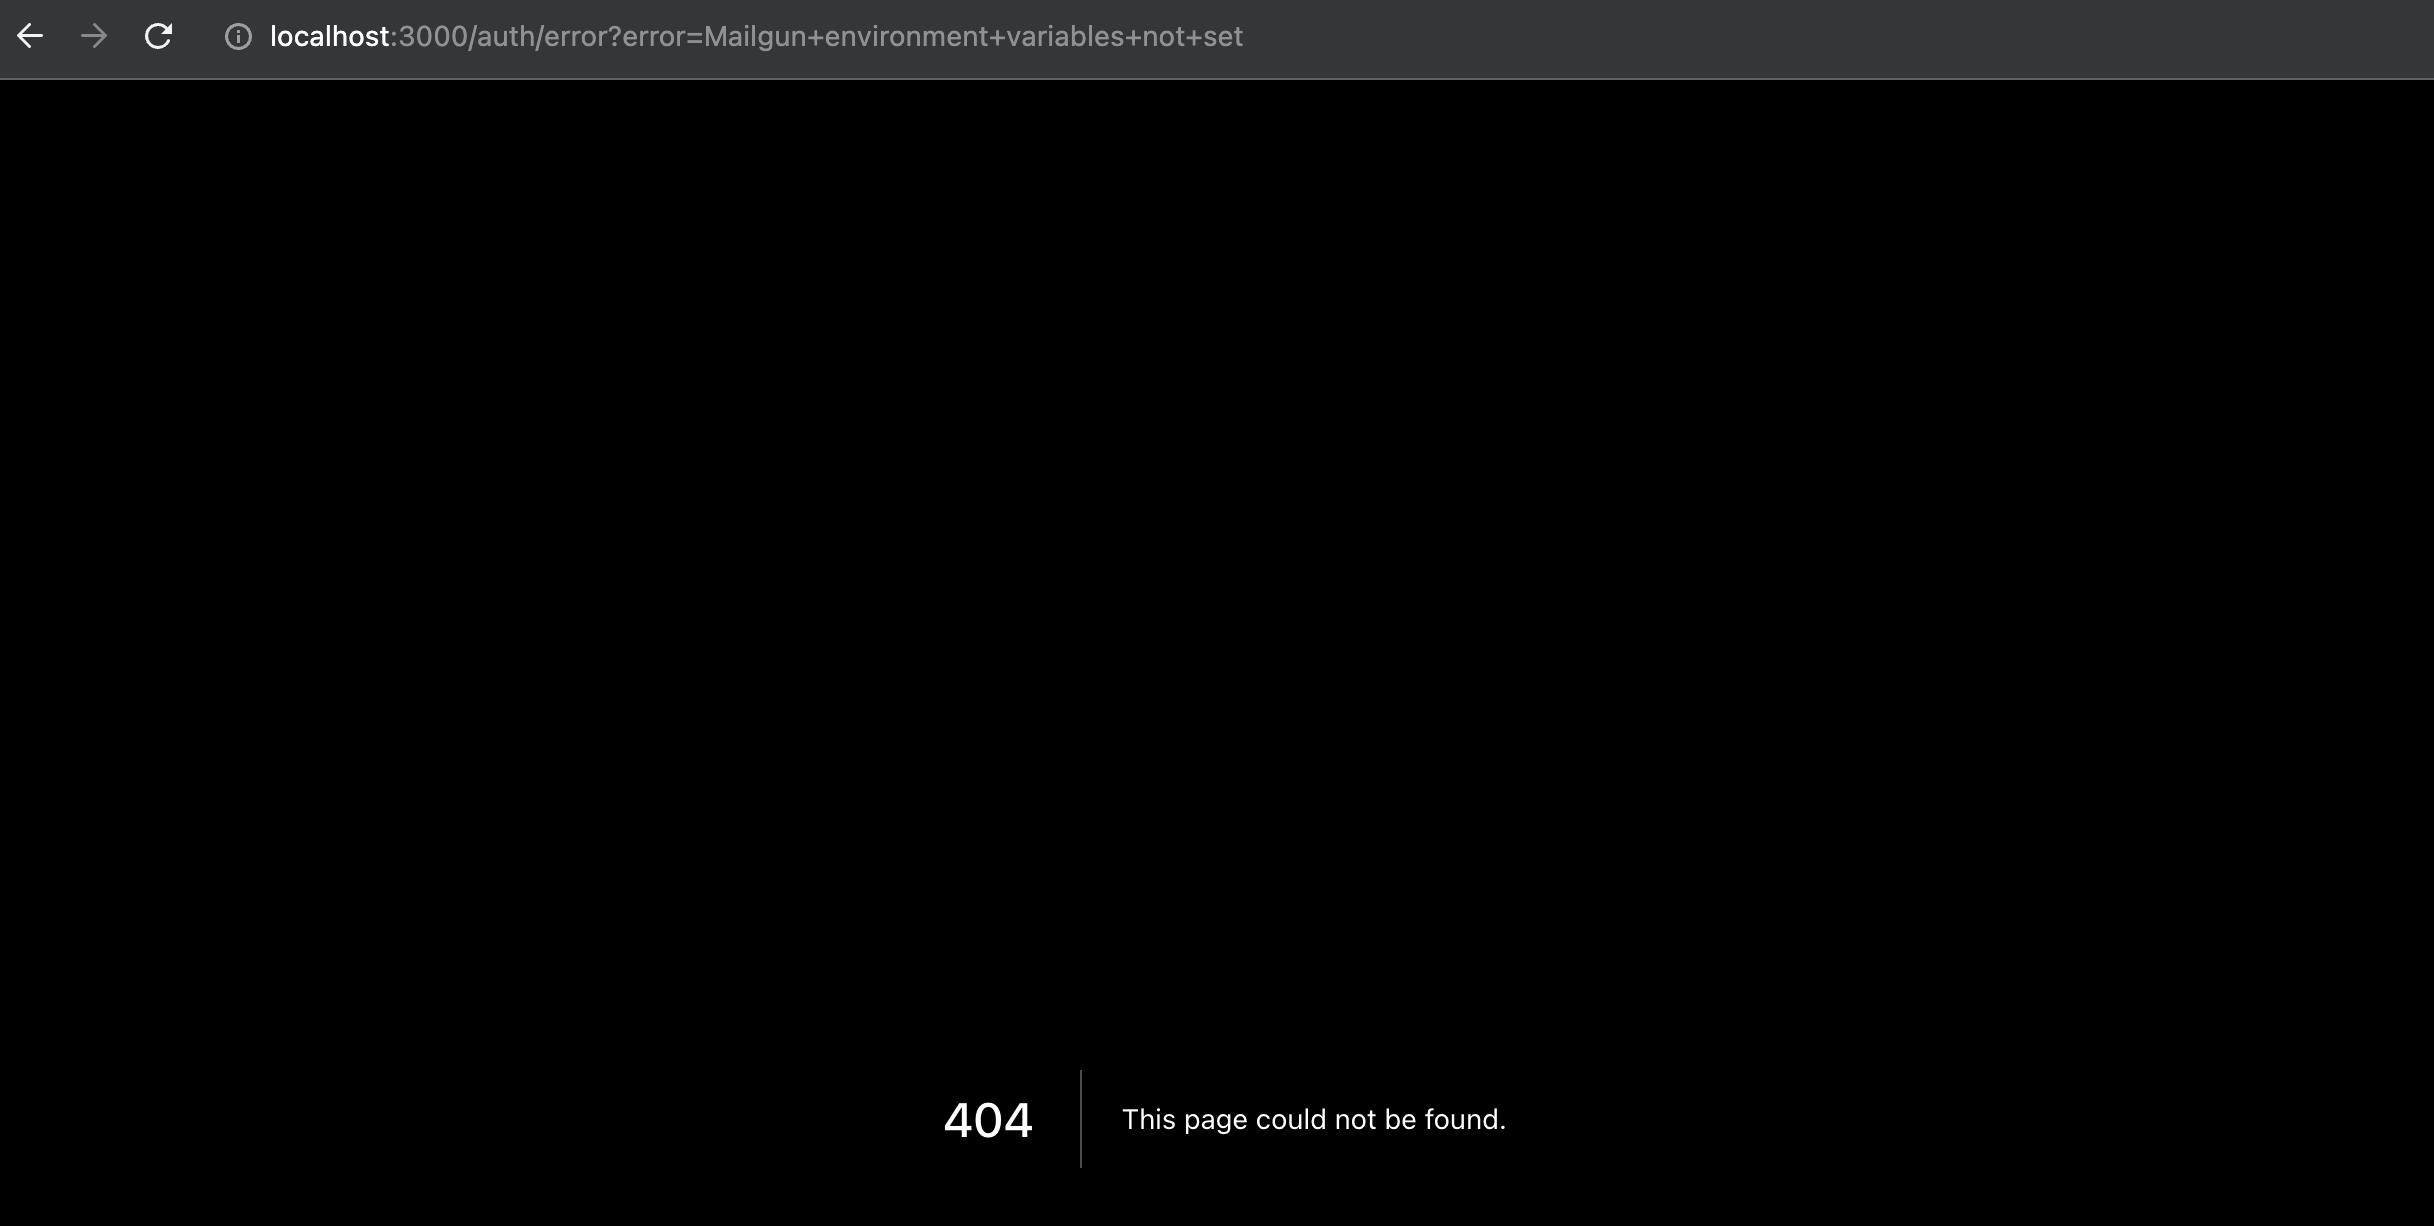 localhost:3000/auth/error?error=Mailgun+environment+variables+not+set
404
This page could not be found.